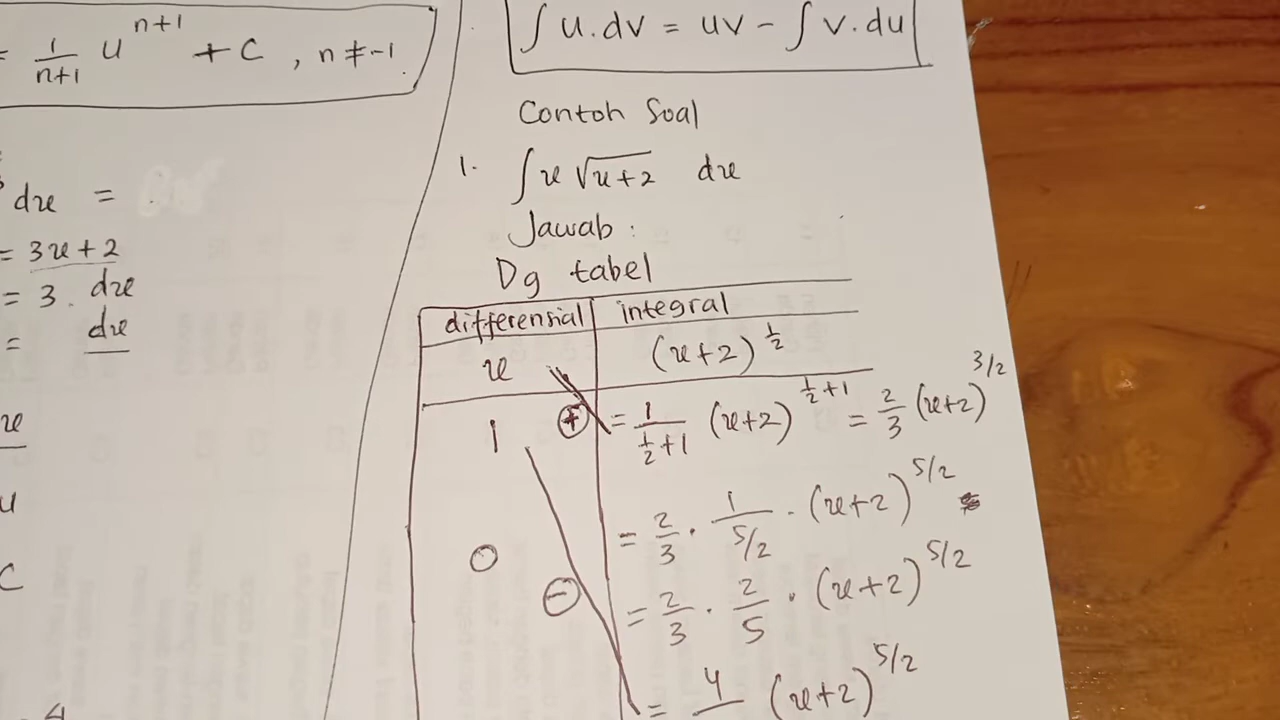 = 1/(n+1) u^(n+1) + C , n ≠ -1
dx =
= 3x + 2
= 3 . dx
= dx
x
u
C
4
∫ u.dv = uv - ∫ v.du
Contoh Soal
1. ∫ x √(x+2) dx
Jawab :
Dg tabel
differensial | integral
x | (x+2)^(1/2)
1 ⊕ = 1/(1/2+1) (x+2)^(1/2+1) = 2/3 (x+2)^(3/2)
= 2/3 . 1/(5/2) . (x+2)^(5/2)
0 ⊖ = 2/3 . 2/5 . (x+2)^(5/2)
= 4/ (x+2)^(5/2)